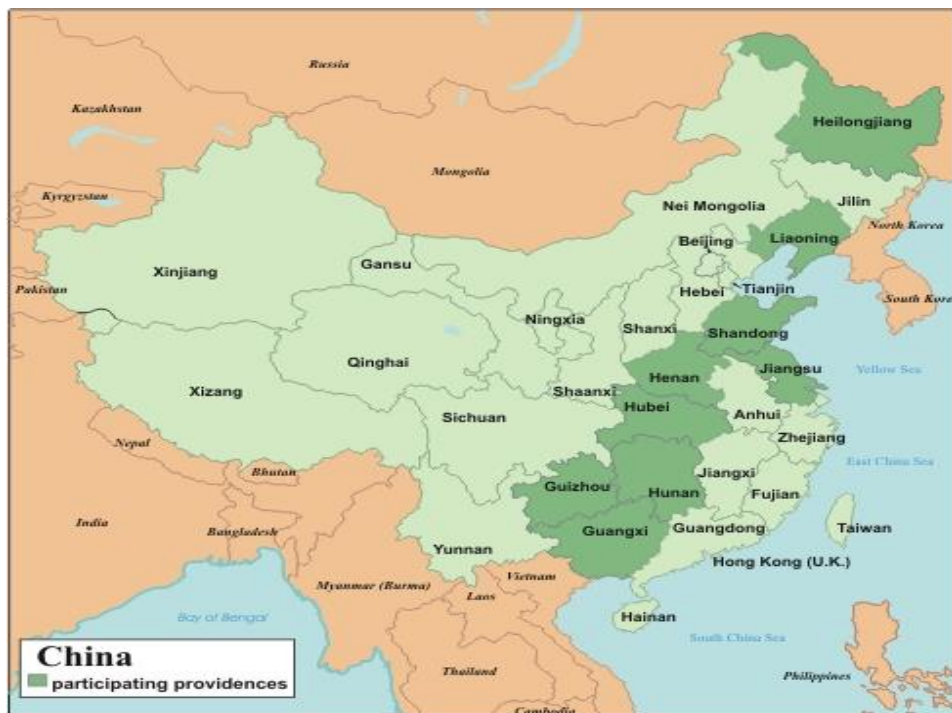 Russia
Kazakhstan
Heilongjiang
Mongolia
Kyrgyzstan
Nei Mongolia
Jilin
North Korea
Beijing
Liaoning
Gansu
Xinjiang
Pakistan
Hebei
Tianjin
South Kore
Ningxia
Shanxi
Shandong
Qinghai
Jiangsu
Yellow Sea
Henan
Xizang
Shaanxi
Hubei
Anhui
Sichuan
Zhejiang
Nepal
East China Sea
Bhutan
Jiangxi
Guizhou
Hunan
Fujian
India
Bangladesh
Guangxi
Guangdong
Taiwan
Yunnan
Hong Kong (U.K.)
Vietnam
Myanmar (Burma)
Laos
Bay of Bengal
Hainan
South China Sea
China
participating providences
Thailand
Philippines
Cambodia